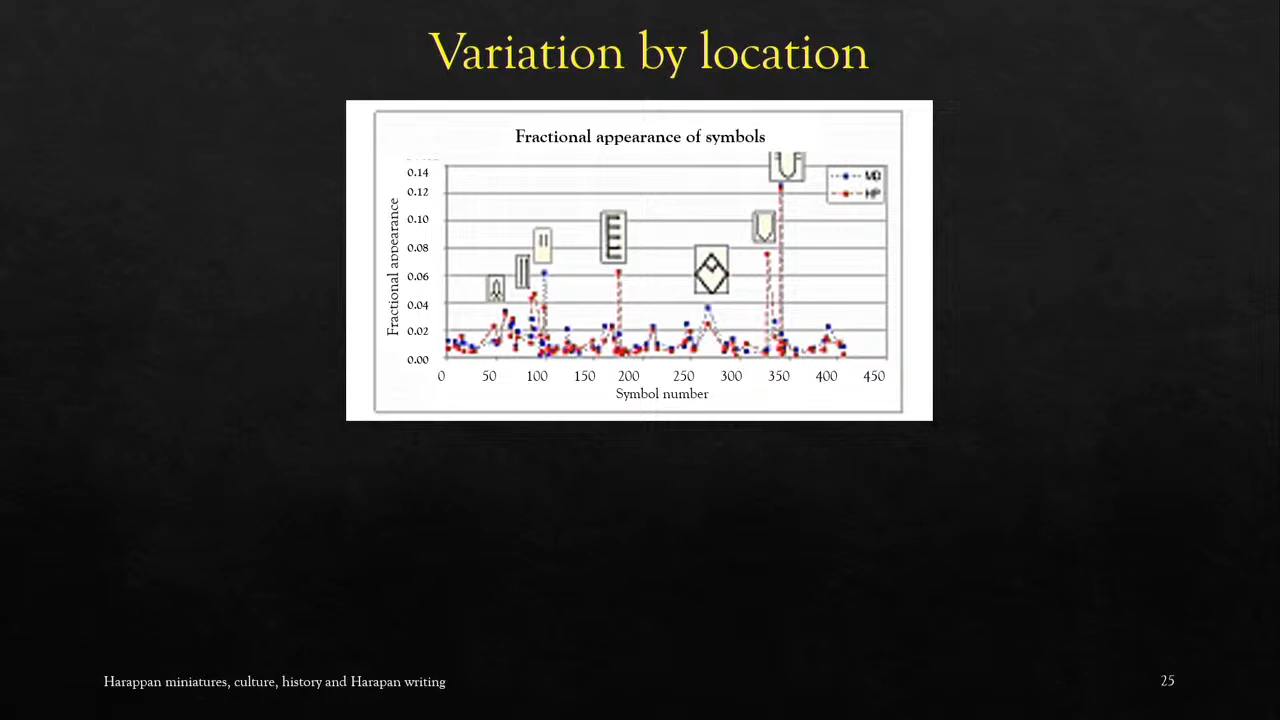 Variation by location
Fractional appearance of symbols
0.14
0.12
0.10
0.08
0.06
0.04
0.02
0.00
Fractional appearance
MD
HP
0 50 100 150 200 250 300 350 400 450
Symbol number
Harappan miniatures, culture, history and Harapan writing
25